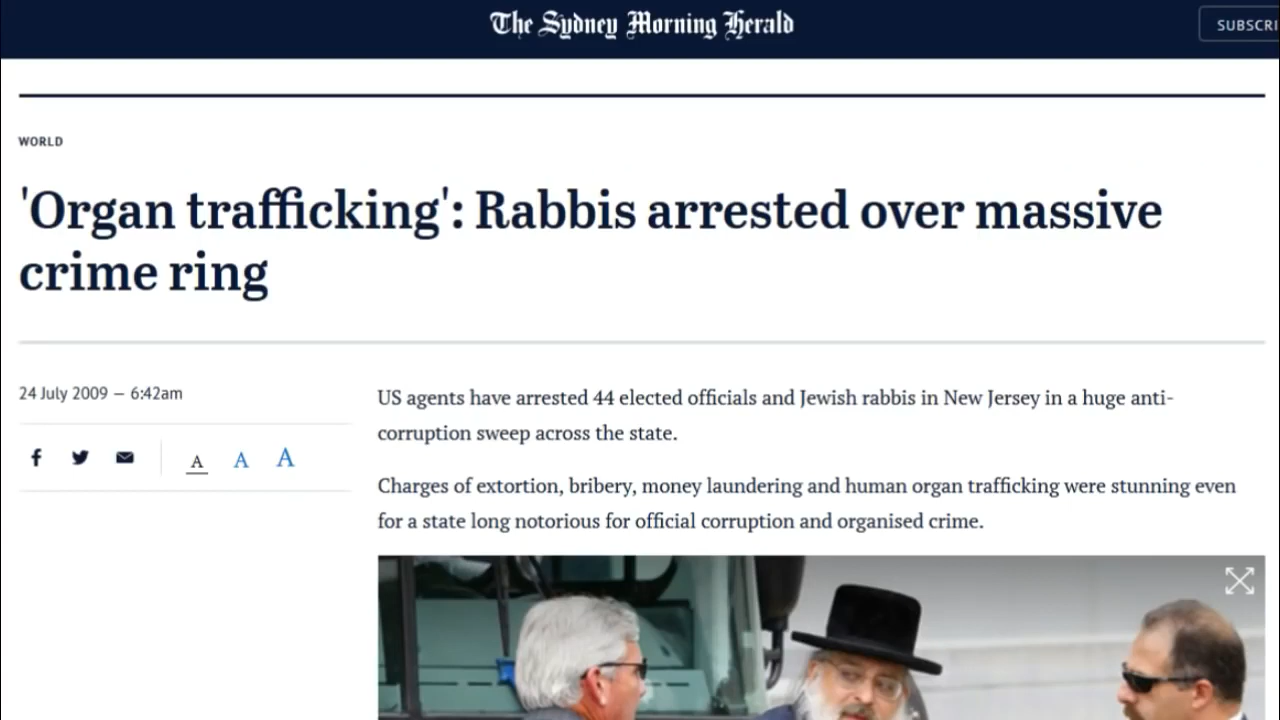 The Sydney Morning Herald
SUBSCRI
WORLD
'Organ trafficking': Rabbis arrested over massive
crime ring
24 July 2009 – 6:42am
US agents have arrested 44 elected officials and Jewish rabbis in New Jersey in a huge anti-
corruption sweep across the state.
A A A
Charges of extortion, bribery, money laundering and human organ trafficking were stunning even
for a state long notorious for official corruption and organised crime.